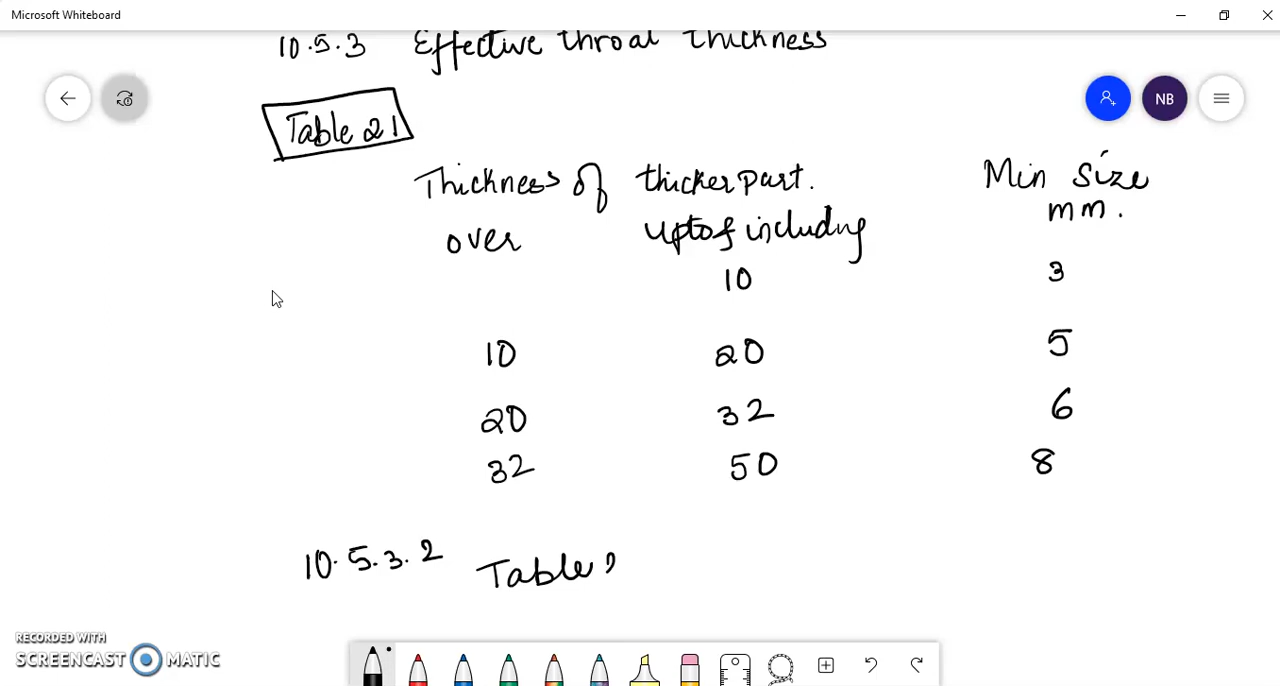 Microsoft Whiteboard
10.5.3 Effective throat thickness
Table 21
Thickness of thicker part. Min Size
over upto & including mm.
10 3
10 20 5
20 32 6
32 50 8
10.5.3.2 Table
RECORDED WITH
SCREENCAST MATIC
NB